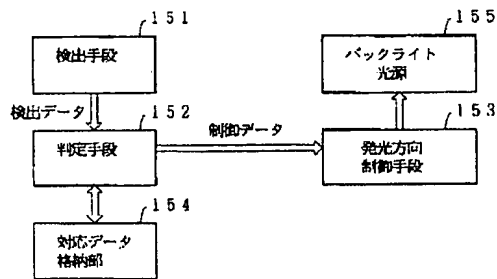 151
検出手段
検出データ
152
判定手段
154
対応データ
格納部
制御データ
155
バックライト
光源
153
発光方向
制御手段